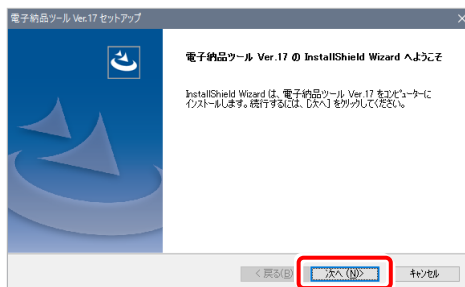 電子納品ツール Ver.17 セットアップ
電子納品ツール Ver.17 の InstallShield Wizard へようこそ
InstallShield Wizard は、電子納品ツール Ver.17 をコンピューターに
インストールします。続行するには、[次へ] をクリックしてください。
< 戻る(B)
次へ (N)>
キャンセル